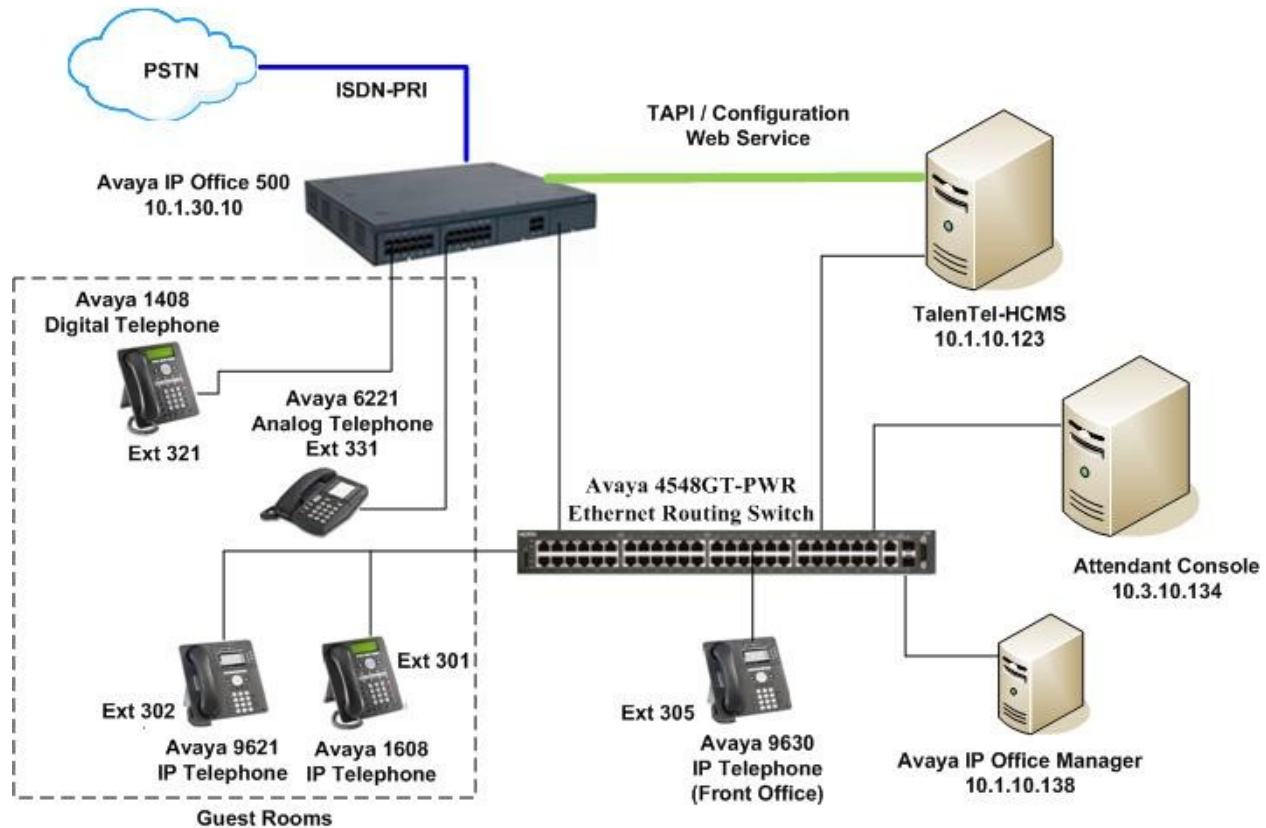 PSTN
ISDN-PRI
TAPI / Configuration
Web Service
Avaya IP Office 500
10.1.30.10
TalenTel-HCMS
10.1.10.123
Avaya 1408
Digital Telephone
Ext 321
Avaya 6221
Analog Telephone
Ext 331
Avaya 4548GT-PWR
Ethernet Routing Switch
Attendant Console
10.3.10.134
Ext 302
Avaya 9621
IP Telephone
Ext 301
Avaya 1608
IP Telephone
Ext 305
Avaya 9630
IP Telephone
(Front Office)
Avaya IP Office Manager
10.1.10.138
Guest Rooms